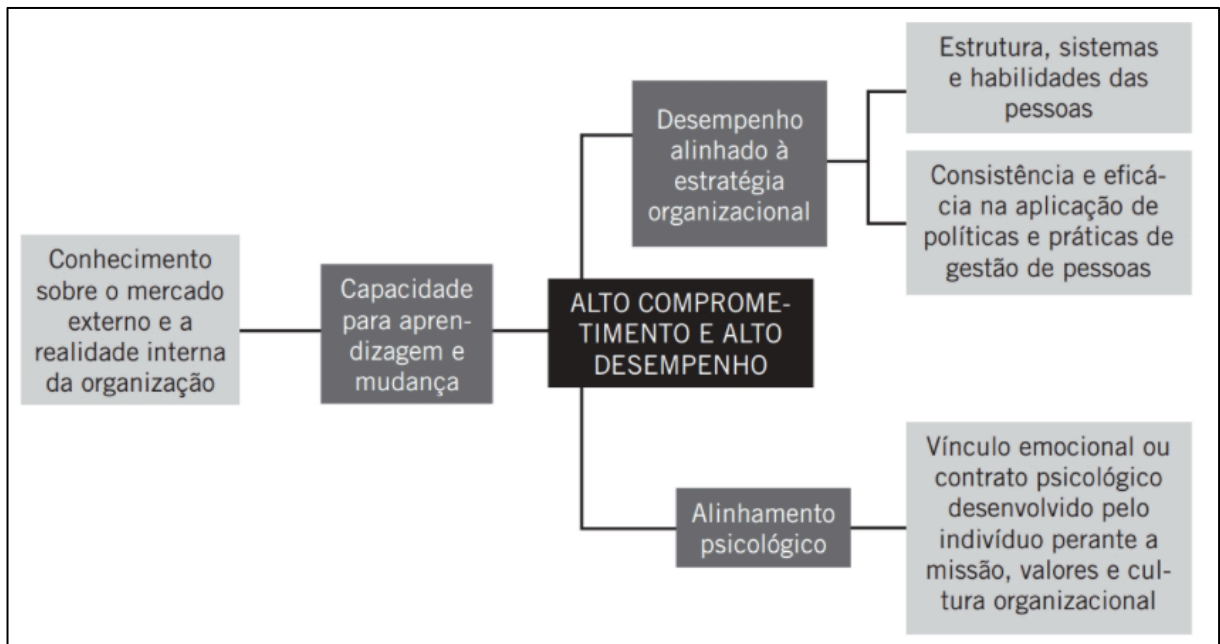 Conhecimento
sobre o mercado
externo e a
realidade interna
da organização
Capacidade
para apren-
dizagem e
mudança
ALTO COMPROME-
TIMENTO E ALTO
DESEMPENHO
Desempenho
alinhado à
estratégia
organizacional
Estrutura, sistemas
e habilidades das
pessoas
Consistência e eficá-
cia na aplicação de
políticas e práticas de
gestão de pessoas
Alinhamento
psicológico
Vínculo emocional ou
contrato psicológico
desenvolvido pelo
indivíduo perante a
missão, valores e cul-
tura organizacional